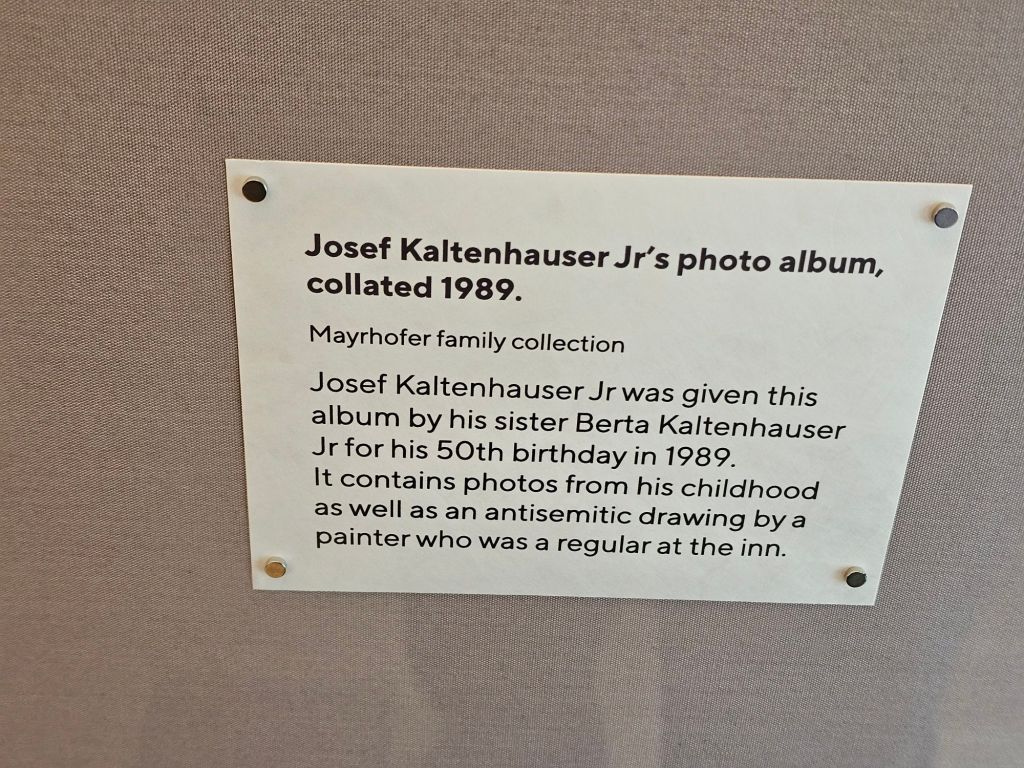 Josef Kaltenhauser Jr’s photo album,
collated 1989.
Mayrhofer family collection
Josef Kaltenhauser Jr was given this
album by his sister Berta Kaltenhauser
Jr for his 50th birthday in 1989.
It contains photos from his childhood
as well as an antisemitic drawing by a
painter who was a regular at the inn.